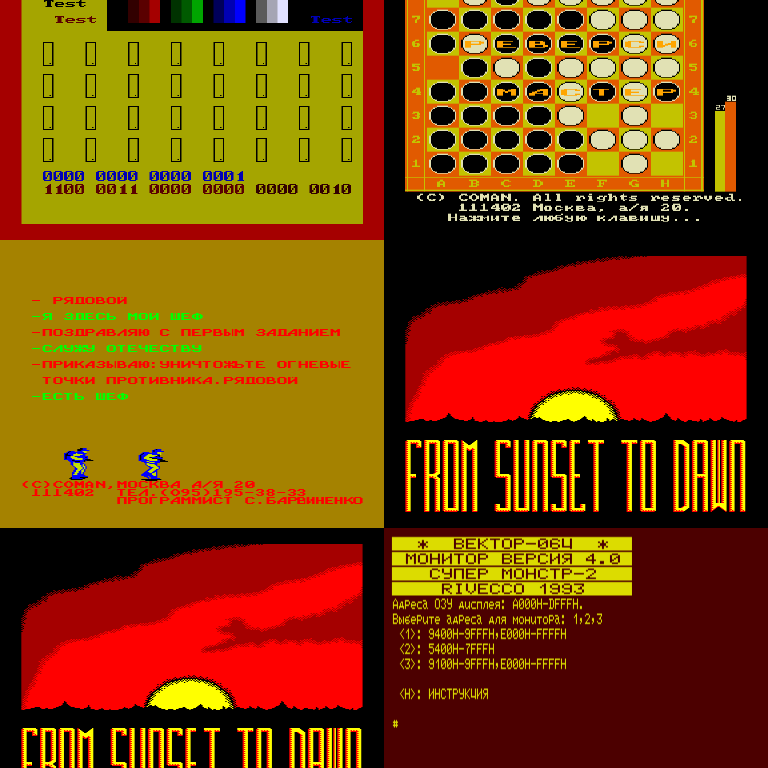 Test
Test
Test
0000 0000 0000 0001
1100 0011 0000 0000 0000 0010
7
6 РЕВЕРСИ 6
5 5
4 МАСТЕР 4
3 3
2 2
1 1
A B C D E F G H
27 30
(C) COMAN. All rights reserved.
111402 Москва, а/я 20.
Нажмите любую клавишу...
- РЯДОВОЙ
-Я ЗДЕСЬ МОЙ ШЕФ
-ПОЗДРАВЛЯЮ С ПЕРВЫМ ЗАДАНИЕМ
-СЛУЖУ ОТЕЧЕСТВУ
-ПРИКАЗЫВАЮ:УНИЧТОЖЬТЕ ОГНЕВЫЕ
ТОЧКИ ПРОТИВНИКА.РЯДОВОЙ
-ЕСТЬ ШЕФ
(C)COMAN,МОСКВА А/Я 20
111402 ТЕЛ.(095)195-38-33
ПРОГРАММИСТ С.БАРВИНЕНКО
FROM SUNSET TO DAWN
FROM SUNSET TO DAWN
* ВЕКТОР-06Ц *
МОНИТОР ВЕРСИЯ 4.0
СУПЕР МОНСТР-2
RIVECCO 1993
Адреса ОЗУ дисплея: A000H-DFFFH.
Выберите адреса для монитора: 1,2,3
<1>: 9400H-9FFFH,E000H-FFFFH
<2>: 5400H-7FFFH
<3>: 9100H-9FFFH,E000H-FFFFH
<H>: ИНСТРУКЦИЯ
#